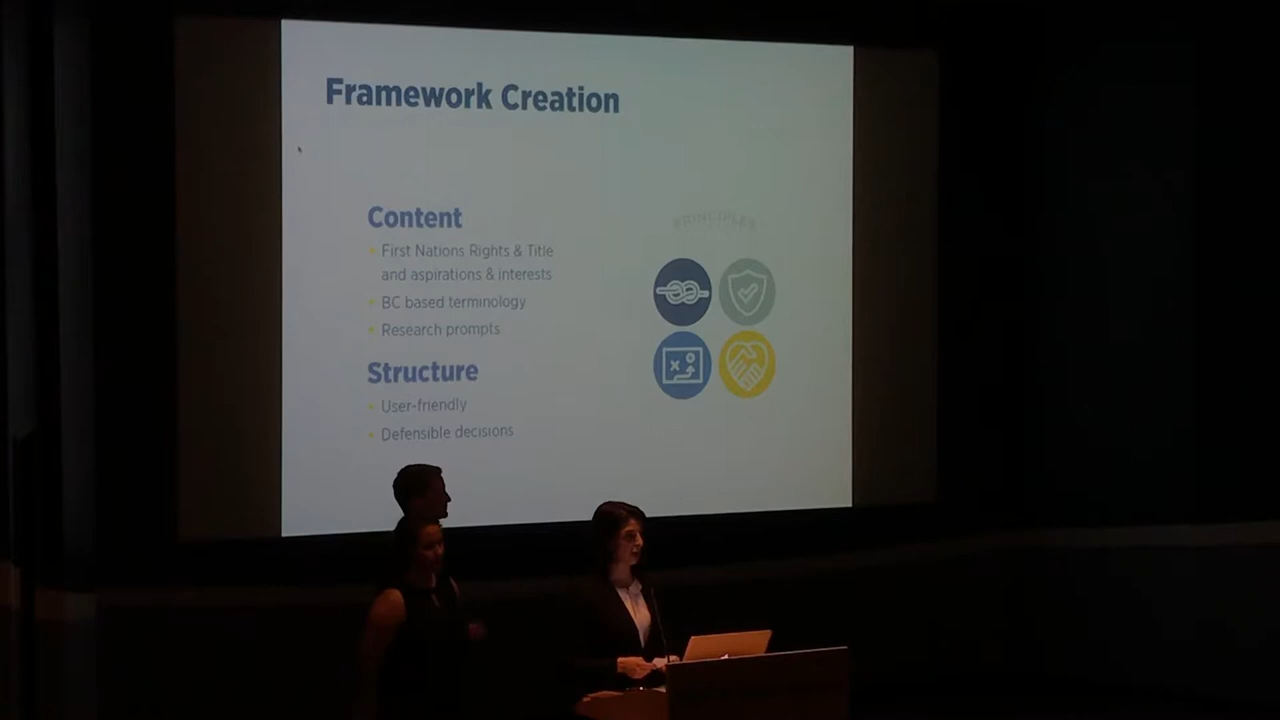 Framework Creation
Content
First Nations Rights & Title
and aspirations & interests
BC based terminology
Research prompts
Structure
User-friendly
Defensible decisions
PRINCIPLES